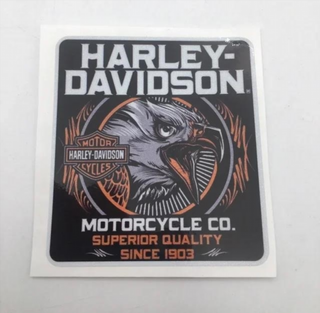 HARLEY-
DAVIDSON
MOTOR
HARLEY-DAVIDSON
CYCLES
MOTORCYCLE CO.
SUPERIOR QUALITY
SINCE 1903